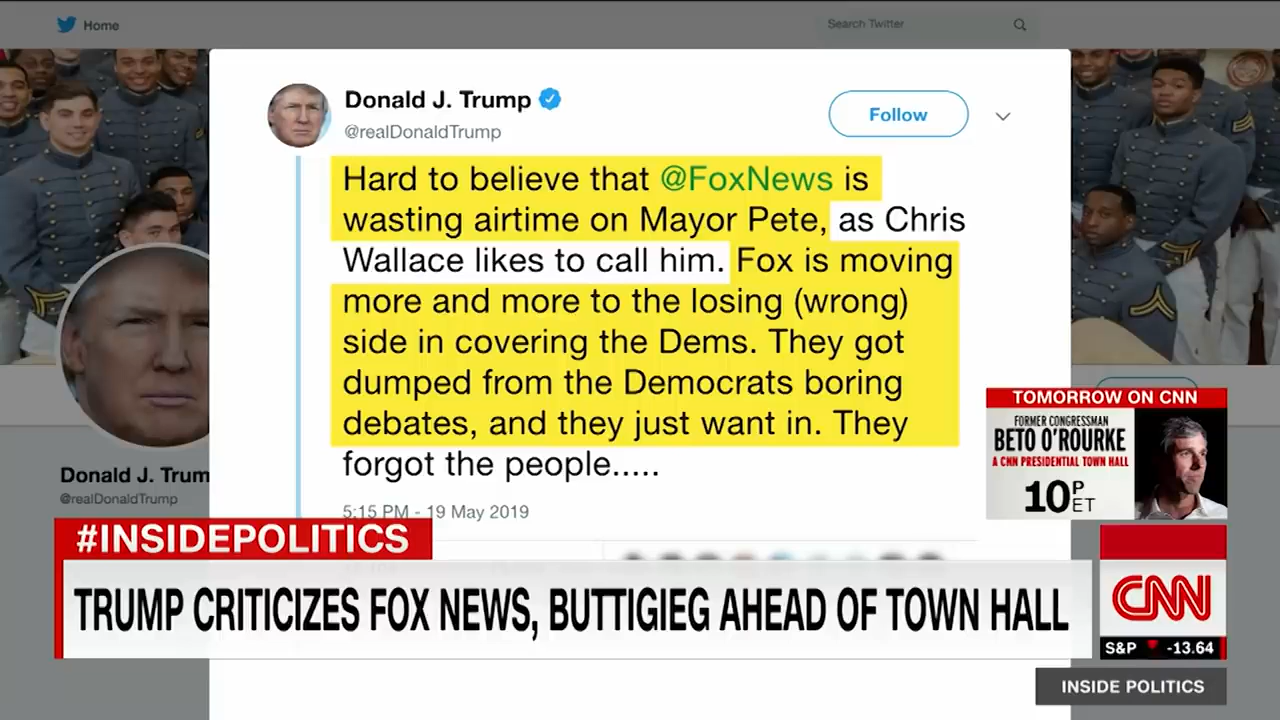 Home
Search Twitter
Donald J. Trump
@realDonaldTrump
Follow
Hard to believe that @FoxNews is
wasting airtime on Mayor Pete, as Chris
Wallace likes to call him. Fox is moving
more and more to the losing (wrong)
side in covering the Dems. They got
dumped from the Democrats boring
debates, and they just want in. They
forgot the people.....
5:15 PM - 19 May 2019
Donald J. Trum
@realDonaldTrump
TOMORROW ON CNN
FORMER CONGRESSMAN
BETO O'ROURKE
A CNN PRESIDENTIAL TOWN HALL
10P ET
#INSIDEPOLITICS
TRUMP CRITICIZES FOX NEWS, BUTTIGIEG AHEAD OF TOWN HALL
CNN
S&P -13.64
INSIDE POLITICS